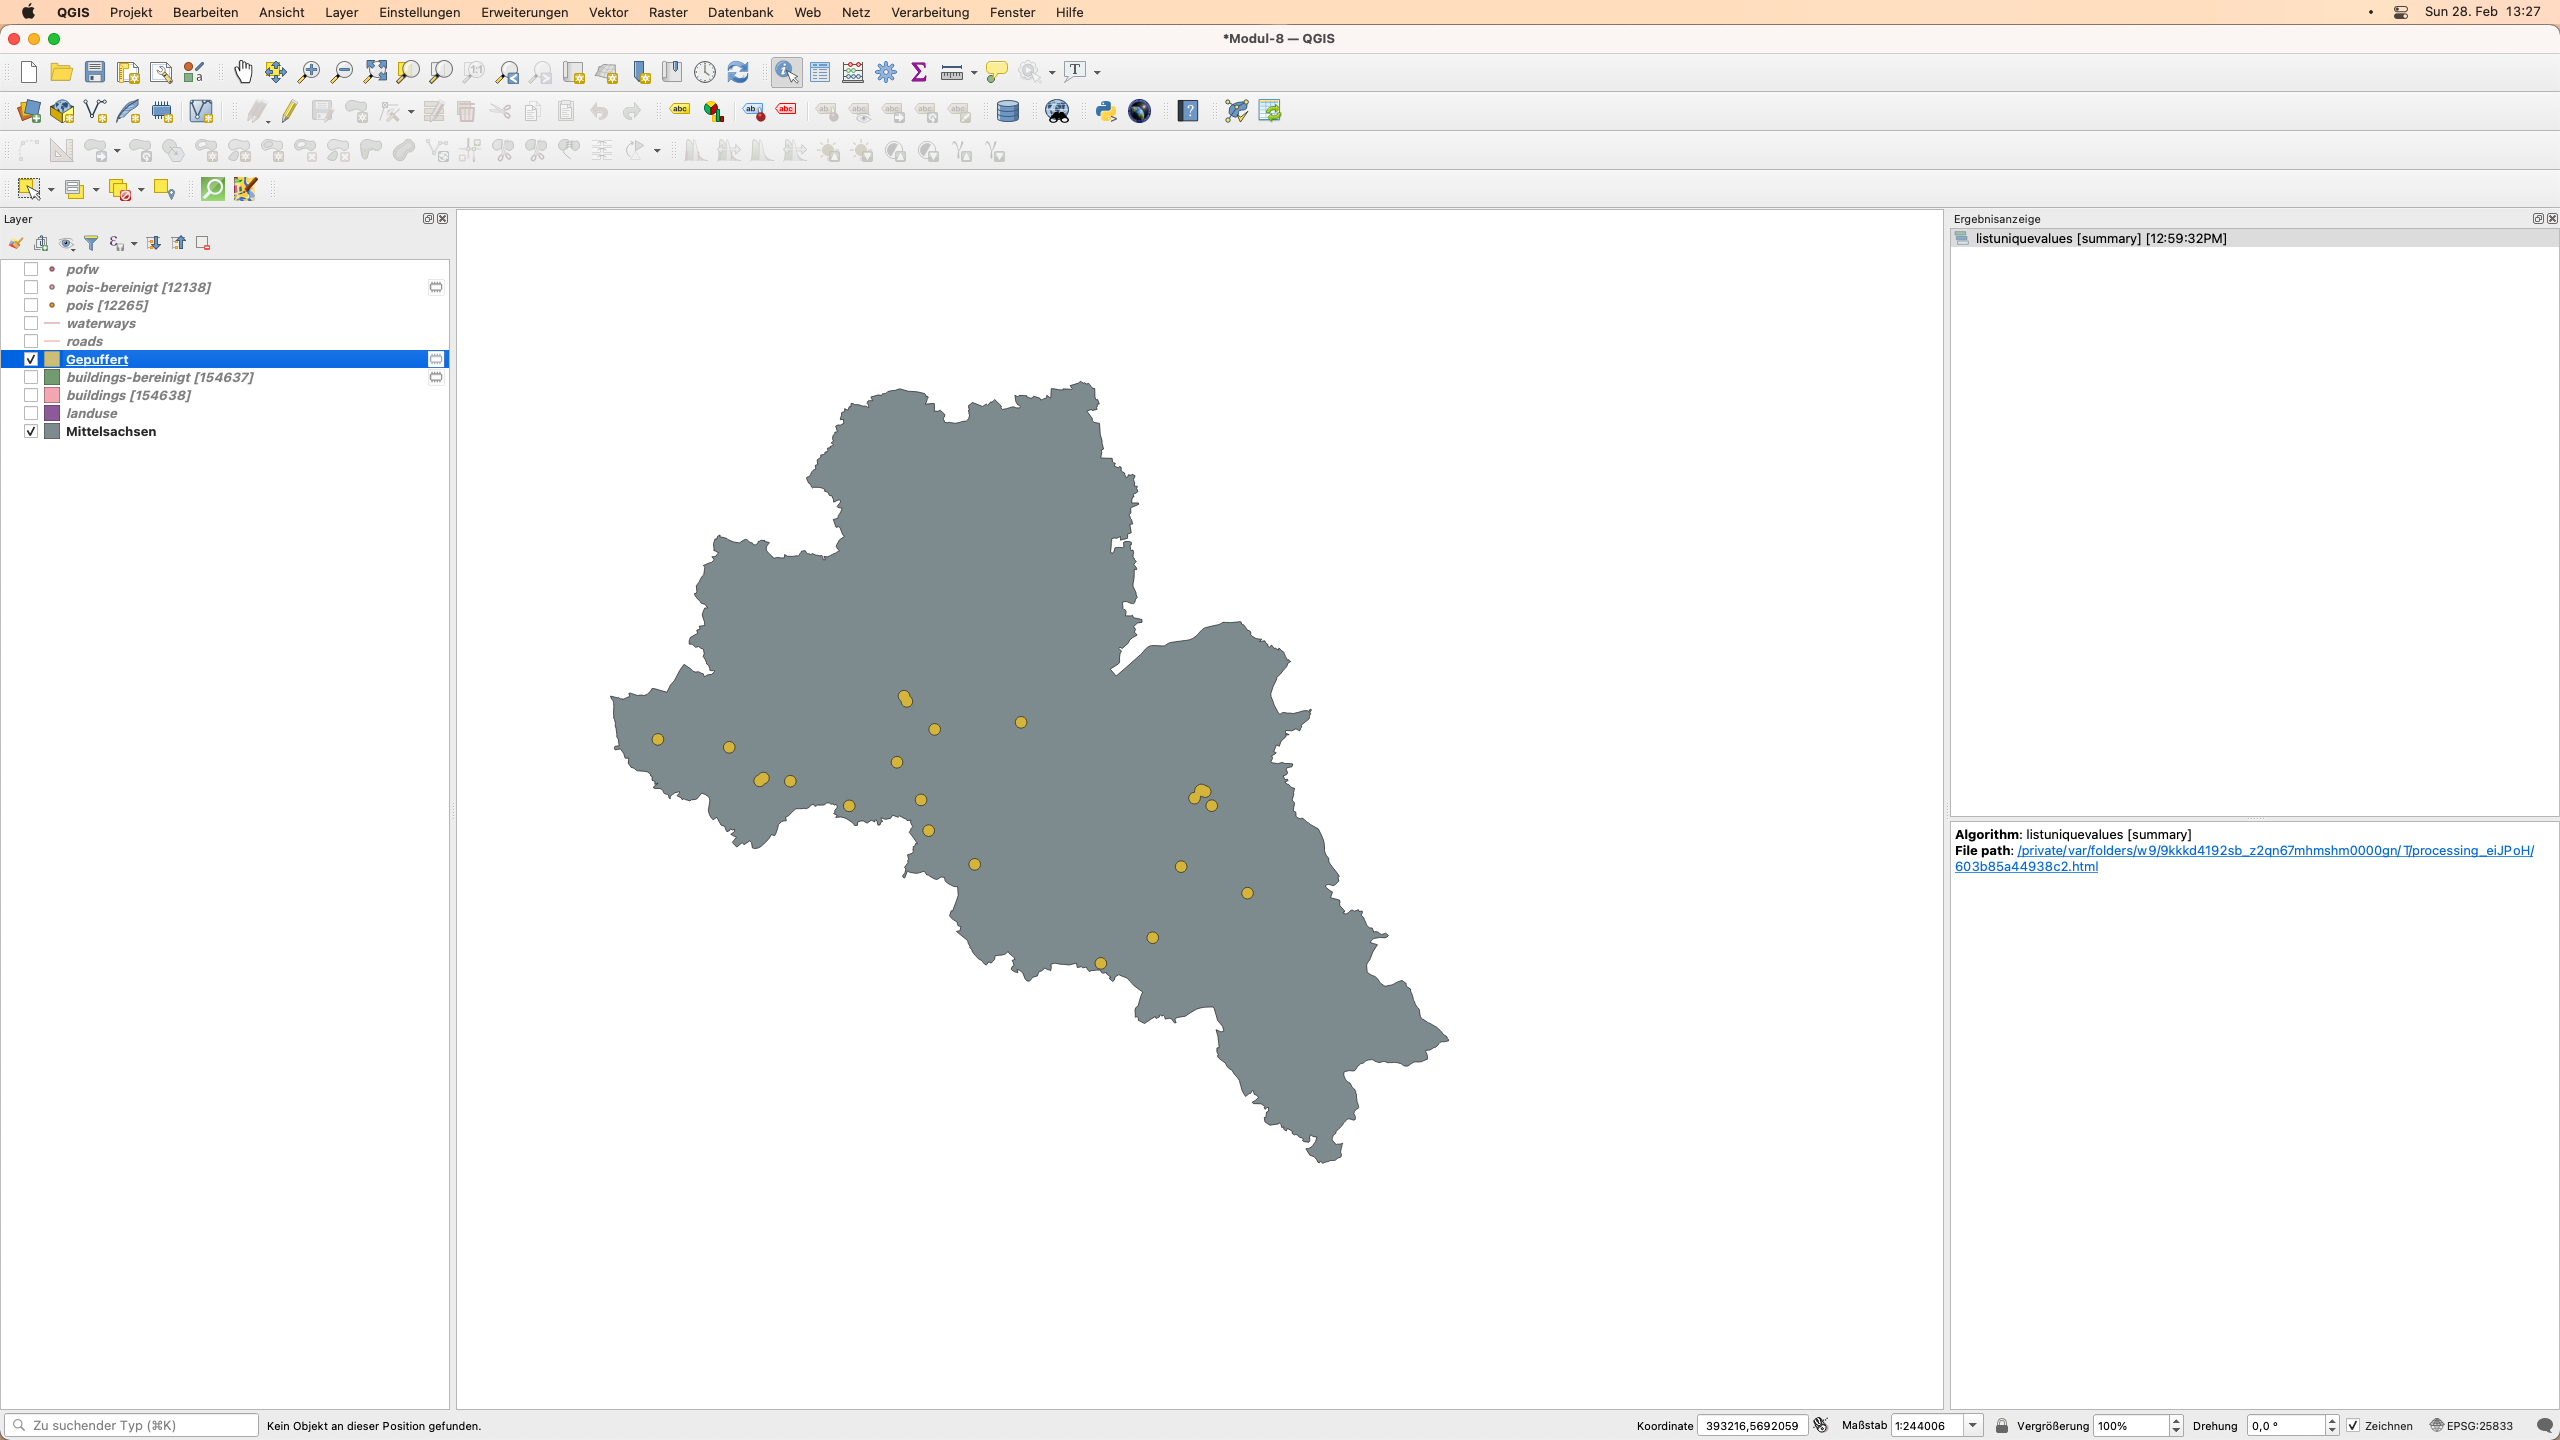 QGIS Projekt Bearbeiten Ansicht Layer Einstellungen Erweiterungen Vektor Raster Datenbank Web Netz Verarbeitung Fenster Hilfe Sun 28. Feb 13:27
*Modul-8 — QGIS
Layer
pofw
pois-bereinigt [12138]
pois [12265]
waterways
roads
Gepuffert
buildings-bereinigt [154637]
buildings [154638]
landuse
Mittelsachsen
Ergebnisanzeige
listuniquevalues [summary] [12:59:32PM]
Algorithm: listuniquevalues [summary]
File path: /private/var/folders/w9/9kkkd4192sb_z2qn67mhmshm0000gn/T/processing_eiJPoH/
603b85a44938c2.html
Zu suchender Typ (⌘K) Kein Objekt an dieser Position gefunden. Koordinate 393216,5692059 Maßstab 1:244006 Vergrößerung 100% Drehung 0,0 ° Zeichnen EPSG:25833